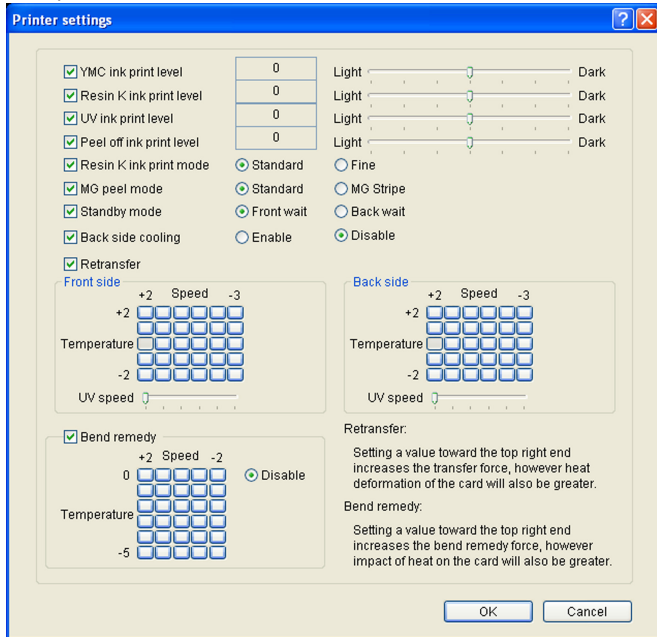 Printer settings
YMC ink print level 0 Light Dark
Resin K ink print level 0 Light Dark
UV ink print level 0 Light Dark
Peel off ink print level 0 Light Dark
Resin K ink print mode Standard Fine
MG peel mode Standard MG Stripe
Standby mode Front wait Back wait
Back side cooling Enable Disable
Retransfer
Front side
+2 Speed -3
+2
Temperature
-2
UV speed
Back side
+2 Speed -3
+2
Temperature
-2
UV speed
Bend remedy
+2 Speed -2
0 Disable
Temperature
-5
Retransfer:
Setting a value toward the top right end
increases the transfer force, however heat
deformation of the card will also be greater.
Bend remedy:
Setting a value toward the top right end
increases the bend remedy force, however
impact of heat on the card will also be greater.
OK Cancel